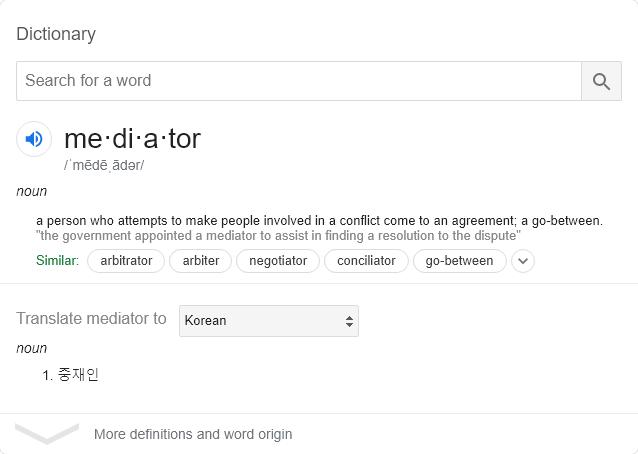 Dictionary
Search for a word
me·di·a·tor
/ˈmēdēˌādər/
noun
a person who attempts to make people involved in a conflict come to an agreement; a go-between.
"the government appointed a mediator to assist in finding a resolution to the dispute"
Similar: arbitrator arbiter negotiator conciliator go-between
Translate mediator to Korean
noun
1. 중재인
More definitions and word origin